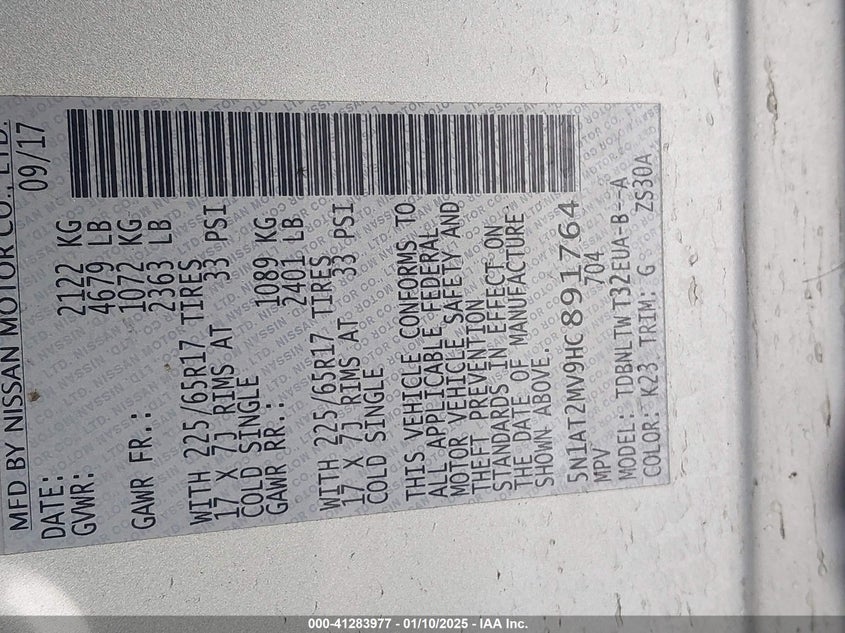 MFD BY NISSAN MOTOR CO., LTD.
DATE: 09/17
GVWR: 2122 KG
4679 LB
GAWR FR.: 1072 KG
2363 LB
WITH 225/65R17 TIRES
17 X 7J RIMS AT 33 PSI
COLD SINGLE
GAWR RR.: 1089 KG
2401 LB
WITH 225/65R17 TIRES
17 X 7J RIMS AT 33 PSI
COLD SINGLE
THIS VEHICLE CONFORMS TO
ALL APPLICABLE FEDERAL
MOTOR VEHICLE SAFETY AND
THEFT PREVENTION
STANDARDS IN EFFECT ON
THE DATE OF MANUFACTURE
SHOWN ABOVE.
5N1AT2MV9HC891764
MPV 704
MODEL: TDBNLTW T32EUA-B--A
COLOR: K23 TRIM: G ZS30A
000-41283977 - 01/10/2025 - IAA Inc.